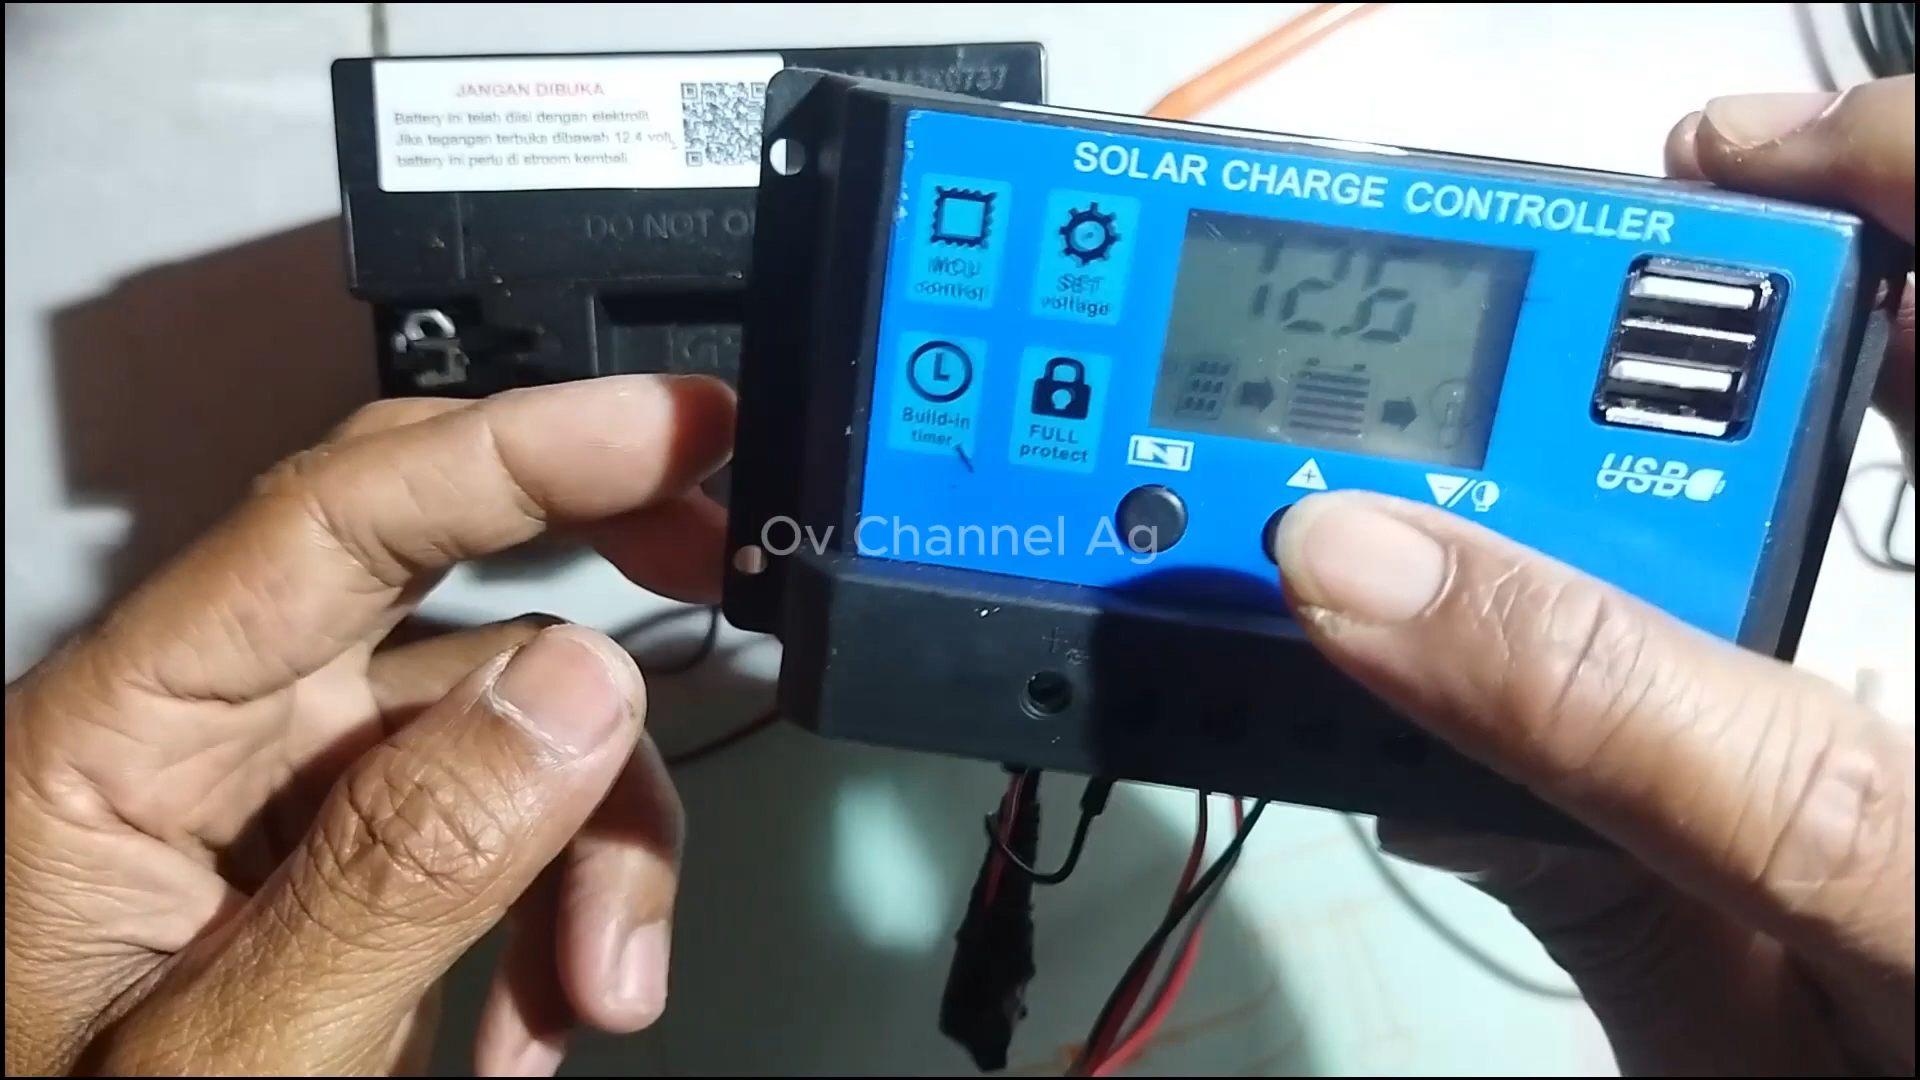 JANGAN DIBUKA
Battery ini telah diisi dengan elektrolit
Jika tegangan terbuka dibawah 12,4 volt,
battery ini perlu di stroom kembali
DO NOT
SOLAR CHARGE CONTROLLER
MCU
control
SET
voltage
12.6
Build-in
timer
FULL
protect
USB
Ov Channel Ag